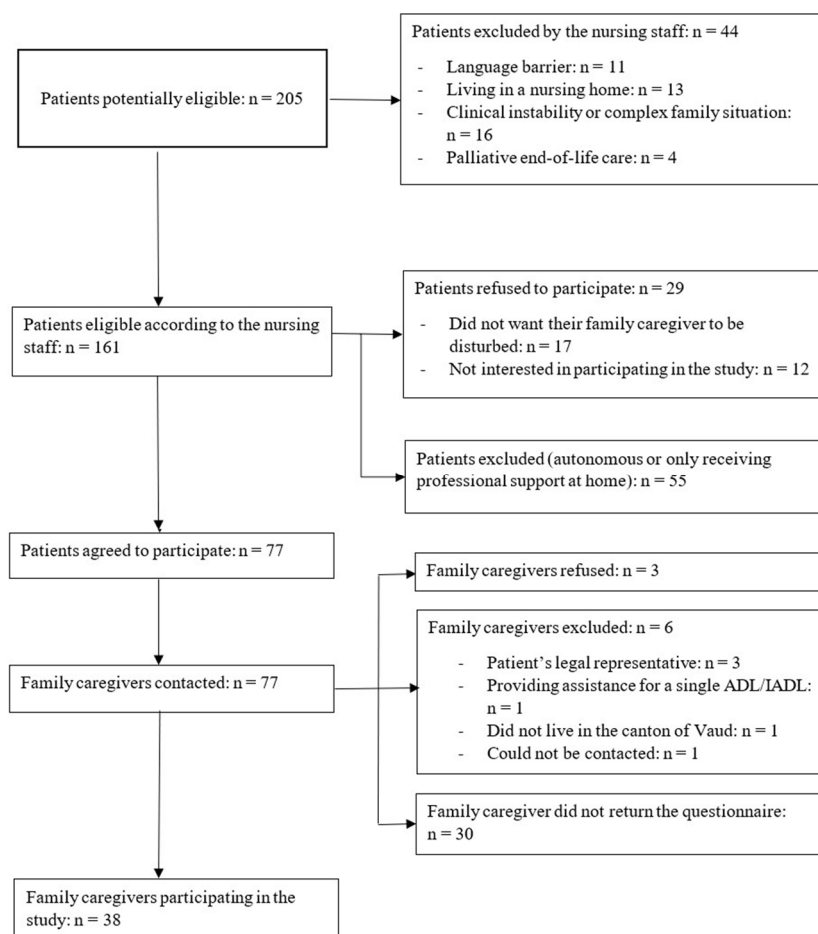 Patients potentially eligible: n = 205
Patients excluded by the nursing staff: n = 44
- Language barrier: n = 11
- Living in a nursing home: n = 13
- Clinical instability or complex family situation:
n = 16
- Palliative end-of-life care: n = 4
Patients eligible according to the nursing
staff: n = 161
Patients refused to participate: n = 29
- Did not want their family caregiver to be
disturbed: n = 17
- Not interested in participating in the study: n = 12
Patients excluded (autonomous or only receiving
professional support at home): n = 55
Patients agreed to participate: n = 77
Family caregivers contacted: n = 77
Family caregivers refused: n = 3
Family caregivers excluded: n = 6
- Patient's legal representative: n = 3
- Providing assistance for a single ADL/IADL:
n = 1
- Did not live in the canton of Vaud: n = 1
- Could not be contacted: n = 1
Family caregiver did not return the questionnaire:
n = 30
Family caregivers participating in the
study: n = 38